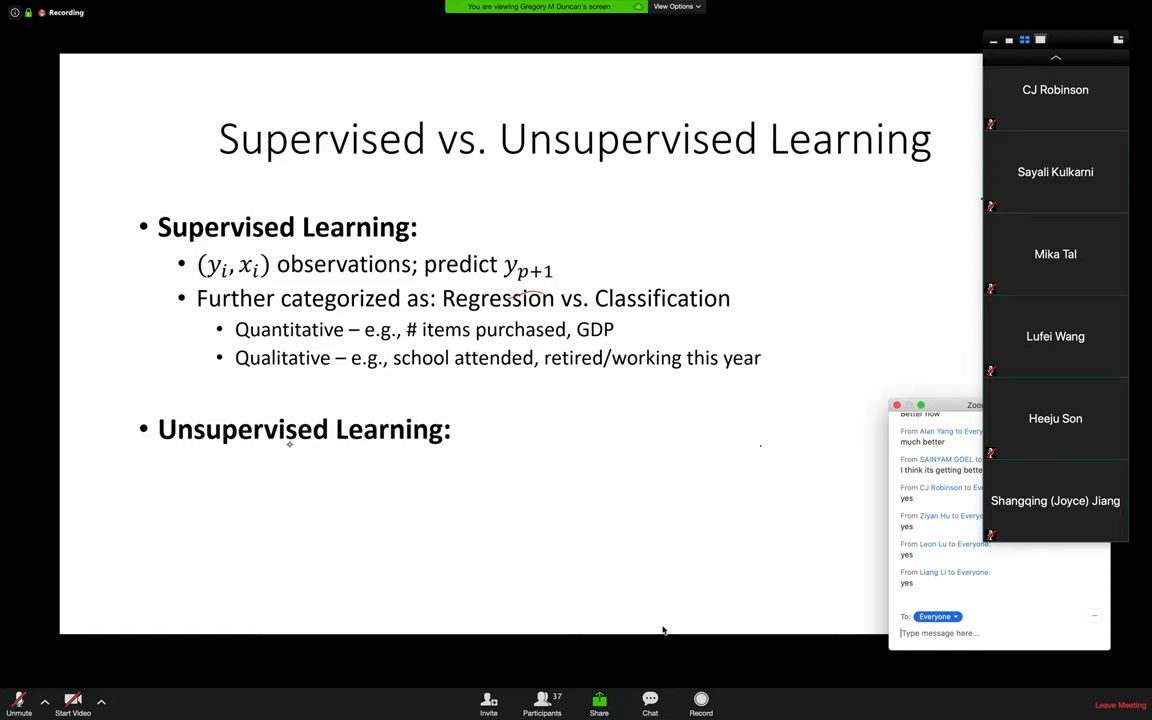 Recording
You are viewing Gregory M Duncan's screen
View Options
Supervised vs. Unsupervised Learning
• Supervised Learning:
• (yᵢ, xᵢ) observations; predict yₚ₊₁
• Further categorized as: Regression vs. Classification
• Quantitative – e.g., # items purchased, GDP
• Qualitative – e.g., school attended, retired/working this year
• Unsupervised Learning:
CJ Robinson
Sayali Kulkarni
Mika Tal
Lufei Wang
Heeju Son
Shangqing (Joyce) Jiang
Better now
From Alan Yang to Every
much better
From SAINYAM GOEL to
I think its getting bette
From CJ Robinson to Eve
yes
From Ziyan Hu to Everyo
yes
From Leon Lu to Everyone:
yes
From Liang Li to Everyone:
yes
To: Everyone
Type message here...
Unmute
Start Video
Invite
Participants
37
Share
Chat
Record
Leave Meeting